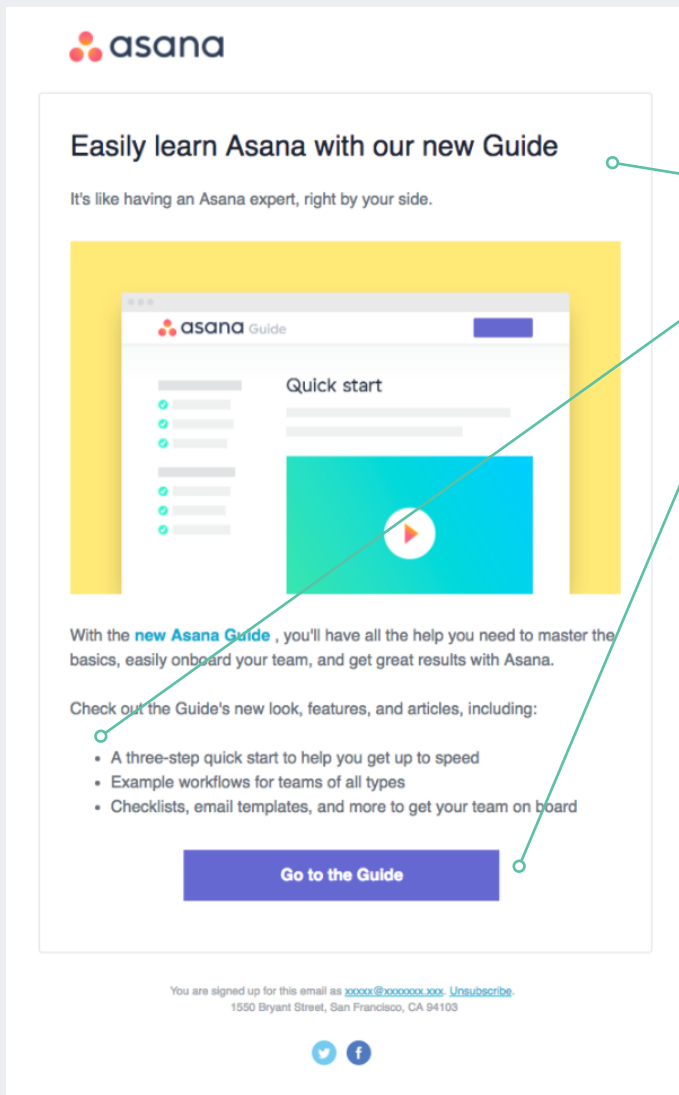 asana
Easily learn Asana with our new Guide
It's like having an Asana expert, right by your side.
asana Guide
Quick start
With the new Asana Guide , you'll have all the help you need to master the
basics, easily onboard your team, and get great results with Asana.
Check out the Guide's new look, features, and articles, including:
• A three-step quick start to help you get up to speed
• Example workflows for teams of all types
• Checklists, email templates, and more to get your team on board
Go to the Guide
You are signed up for this email as xxxxx@xxxxxxx.xxx. Unsubscribe.
1550 Bryant Street, San Francisco, CA 94103